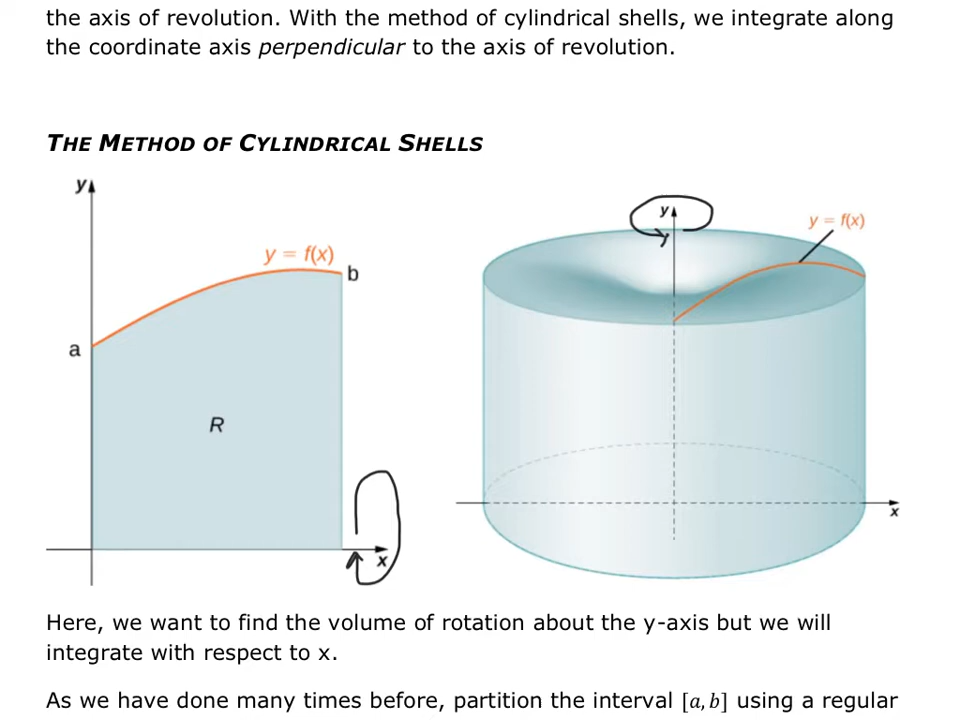 the axis of revolution. With the method of cylindrical shells, we integrate along
the coordinate axis perpendicular to the axis of revolution.
THE METHOD OF CYLINDRICAL SHELLS
y
y = f(x)
b
a
R
x
y
y = f(x)
x
Here, we want to find the volume of rotation about the y-axis but we will
integrate with respect to x.
As we have done many times before, partition the interval [a, b] using a regular